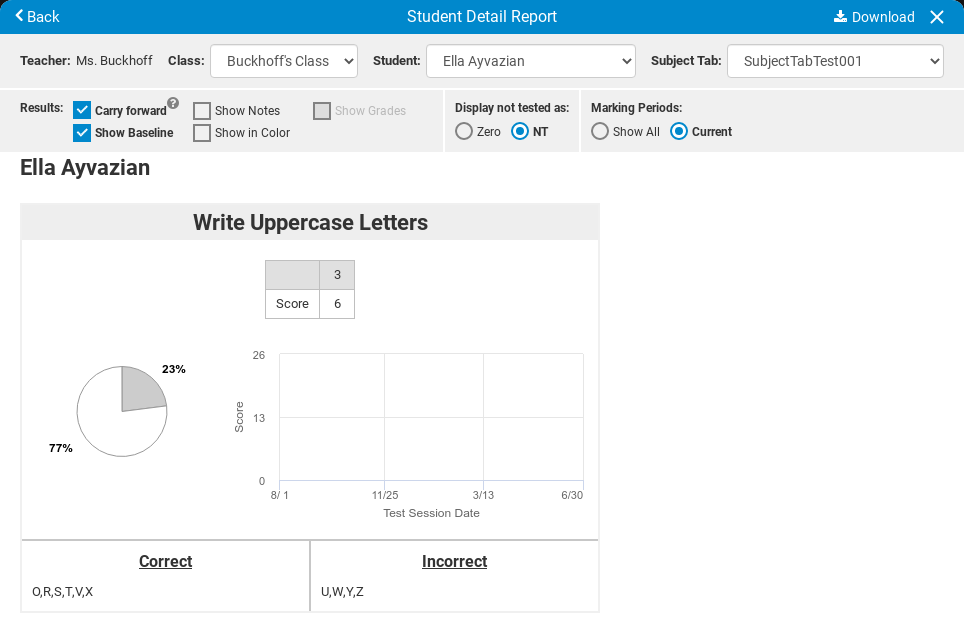 Back
Student Detail Report
Download
Teacher: Ms. Buckhoff
Class: Buckhoff's Class
Student: Ella Ayvazian
Subject Tab: SubjectTabTest001
Results:
Carry forward ?
Show Notes
Show Grades
Show Baseline
Show in Color
Display not tested as:
Zero
NT
Marking Periods:
Show All
Current
Ella Ayvazian
Write Uppercase Letters
3
Score 6
23%
77%
Score
26
13
0
8/ 1 11/25 3/13 6/30
Test Session Date
Correct
O,R,S,T,V,X
Incorrect
U,W,Y,Z